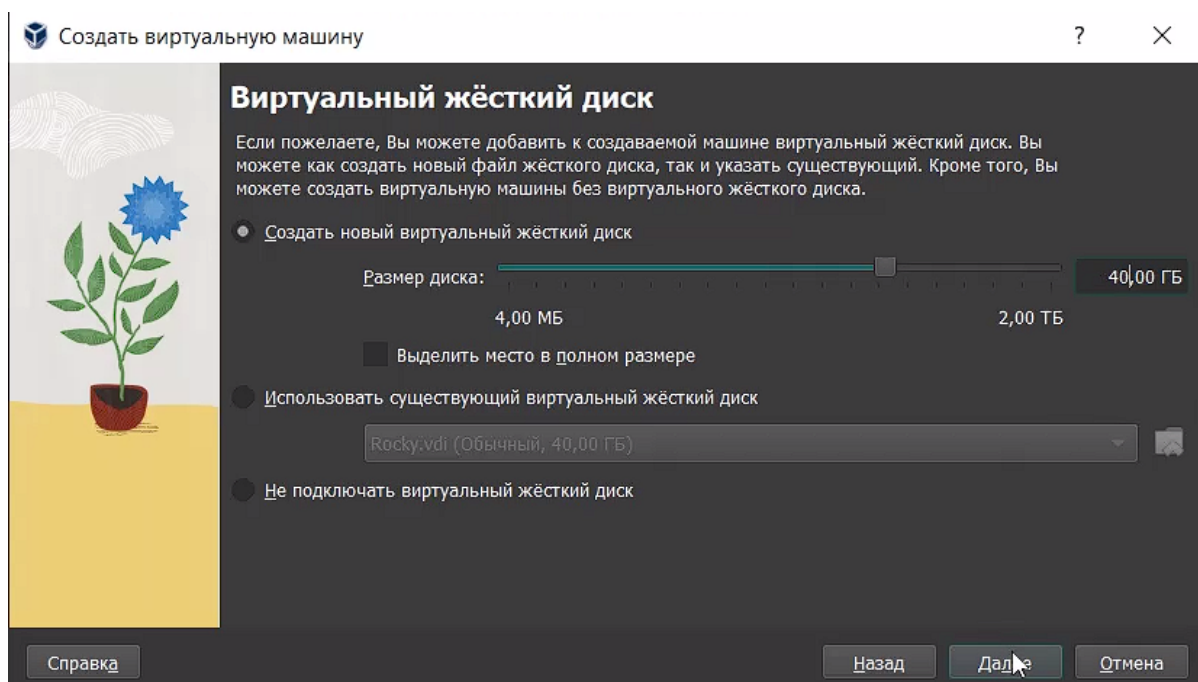 Создать виртуальную машину
?
Виртуальный жёсткий диск
Если пожелаете, Вы можете добавить к создаваемой машине виртуальный жёсткий диск. Вы
можете как создать новый файл жёсткого диска, так и указать существующий. Кроме того, Вы
можете создать виртуальную машины без виртуального жёсткого диска.
Создать новый виртуальный жёсткий диск
Размер диска:
40,00 ГБ
4,00 МБ
2,00 ТБ
Выделить место в полном размере
Использовать существующий виртуальный жёсткий диск
Rocky.vdi (Обычный, 40,00 ГБ)
Не подключать виртуальный жёсткий диск
Справка
Назад
Далее
Отмена